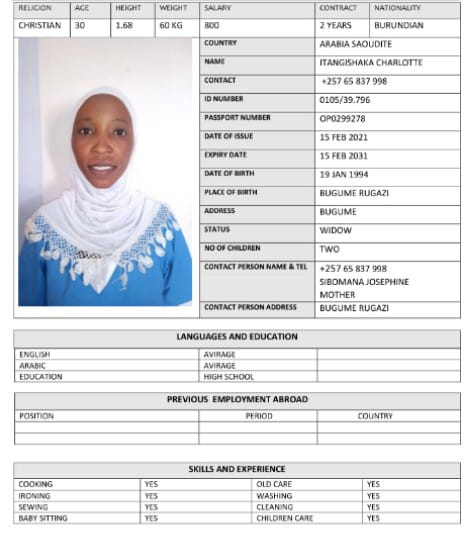 RELIGION AGE HEIGHT WEIGHT SALARY CONTRACT NATIONALITY
CHRISTIAN 30 1.68 60 KG 800 2 YEARS BURUNDIAN
COUNTRY ARABIA SAOUDITE
NAME ITANGISHAKA CHARLOTTE
CONTACT +257 65 837 998
ID NUMBER 0105/39.796
PASSPORT NUMBER OP0299278
DATE OF ISSUE 15 FEB 2021
EXPIRY DATE 15 FEB 2031
DATE OF BIRTH 19 JAN 1994
PLACE OF BIRTH BUGUME RUGAZI
ADDRESS BUGUME
STATUS WIDOW
NO OF CHILDREN TWO
CONTACT PERSON NAME & TEL +257 65 837 998
SIBOMANA JOSEPHINE
MOTHER
CONTACT PERSON ADDRESS BUGUME RUGAZI
LANGUAGES AND EDUCATION
ENGLISH AVIRAGE
ARABIC AVIRAGE
EDUCATION HIGH SCHOOL
PREVIOUS EMPLOYMENT ABROAD
POSITION PERIOD COUNTRY
SKILLS AND EXPERIENCE
COOKING YES OLD CARE YES
IRONING YES WASHING YES
SEWING YES CLEANING YES
BABY SITTING YES CHILDREN CARE YES